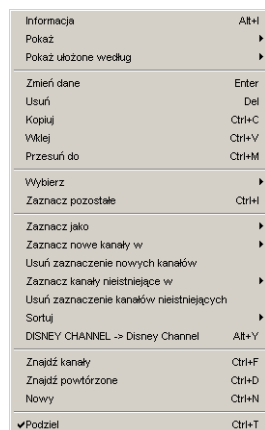 Informacja Alt+I
Pokaż
Pokaż ułożone według
Zmień dane Enter
Usuń Del
Kopiuj Ctrl+C
Wklej Ctrl+V
Przesuń do Ctrl+M
Wybierz
Zaznacz pozostałe Ctrl+I
Zaznacz jako
Zaznacz nowe kanały w
Usuń zaznaczenie nowych kanałów
Zaznacz kanały nieistniejące w
Usuń zaznaczenie kanałów nieistniejących
Sortuj
DISNEY CHANNEL -> Disney Channel Alt+Y
Znajdź kanały Ctrl+F
Znajdź powtórzone Ctrl+D
Nowy Ctrl+N
✔Podziel Ctrl+T